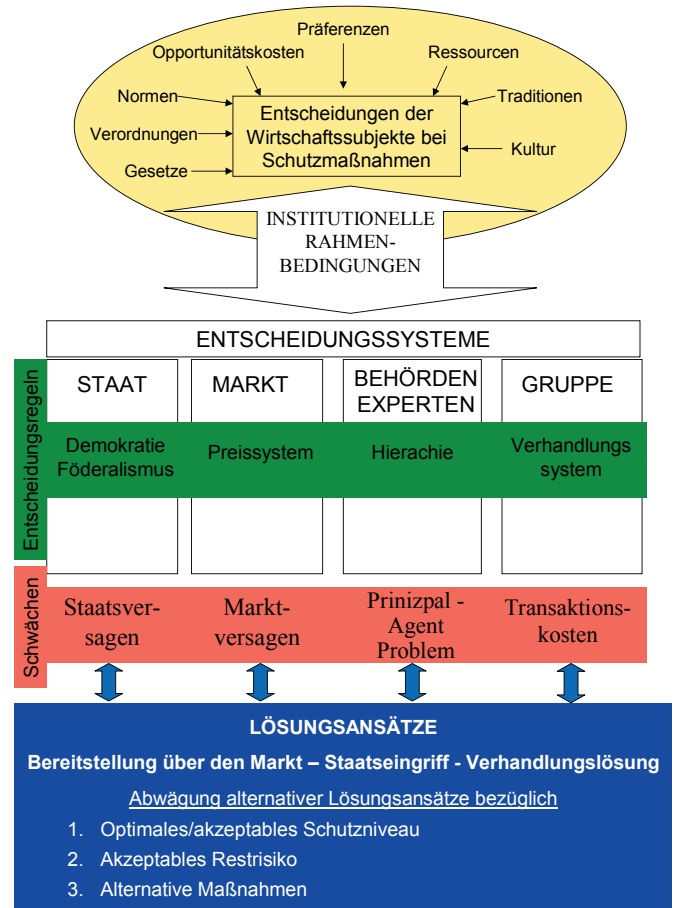 Präferenzen
Opportunitätskosten
Ressourcen
Normen
Traditionen
Entscheidungen der
Wirtschaftssubjekte bei
Schutzmaßnahmen
Verordnungen
Kultur
Gesetze
INSTITUTIONELLE
RAHMEN-
BEDINGUNGEN
ENTSCHEIDUNGSSYSTEME
Entscheidungsregeln
STAAT
MARKT
BEHÖRDEN
EXPERTEN
GRUPPE
Demokratie
Föderalismus
Preissystem
Hierachie
Verhandlungs
system
Schwächen
Staatsver-
sagen
Markt-
versagen
Prinizpal -
Agent
Problem
Transaktions-
kosten
LÖSUNGSANSÄTZE
Bereitstellung über den Markt – Staatseingriff - Verhandlungslösung
Abwägung alternativer Lösungsansätze bezüglich
1. Optimales/akzeptables Schutzniveau
2. Akzeptables Restrisiko
3. Alternative Maßnahmen